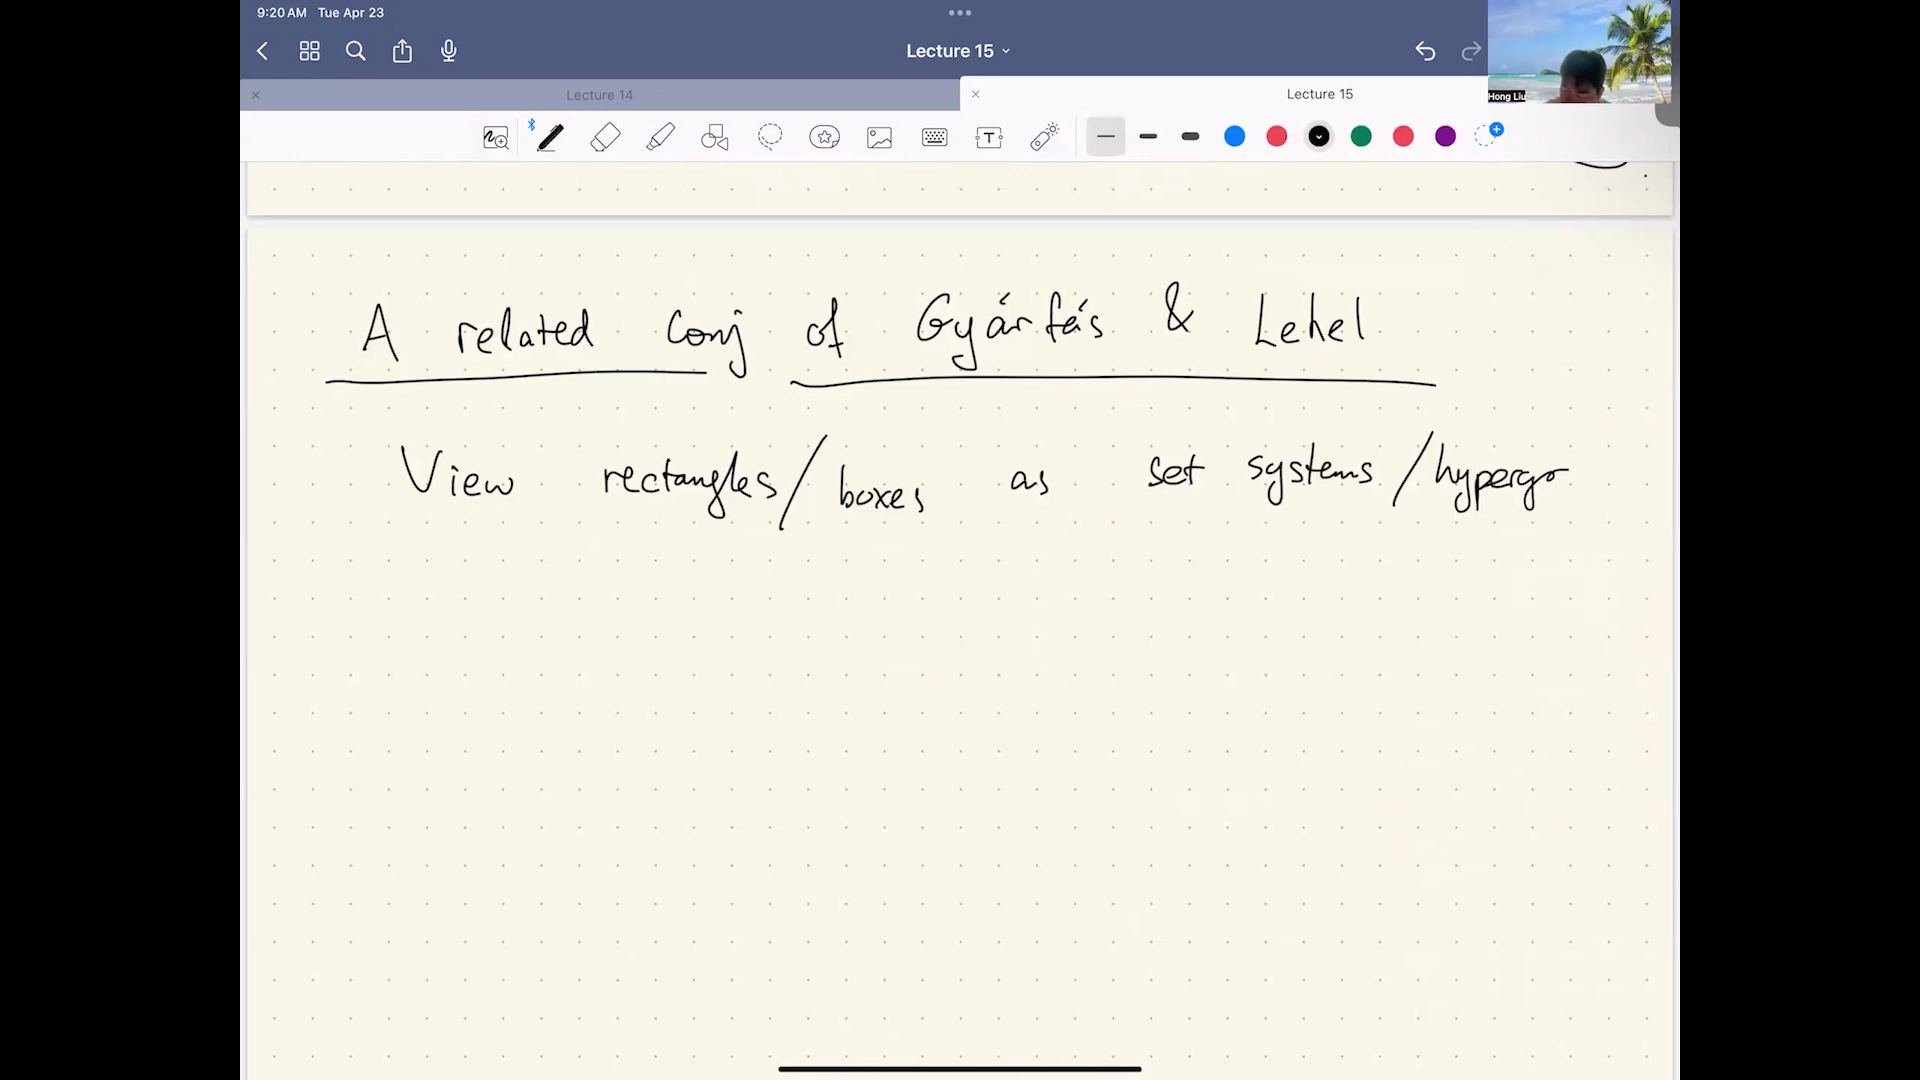 9:20 AM Tue Apr 23
Lecture 15
Lecture 14
Lecture 15
Hong Liu
A related Conj of Gyárfás & Lehel
View rectangles/boxes as set systems/hypergr